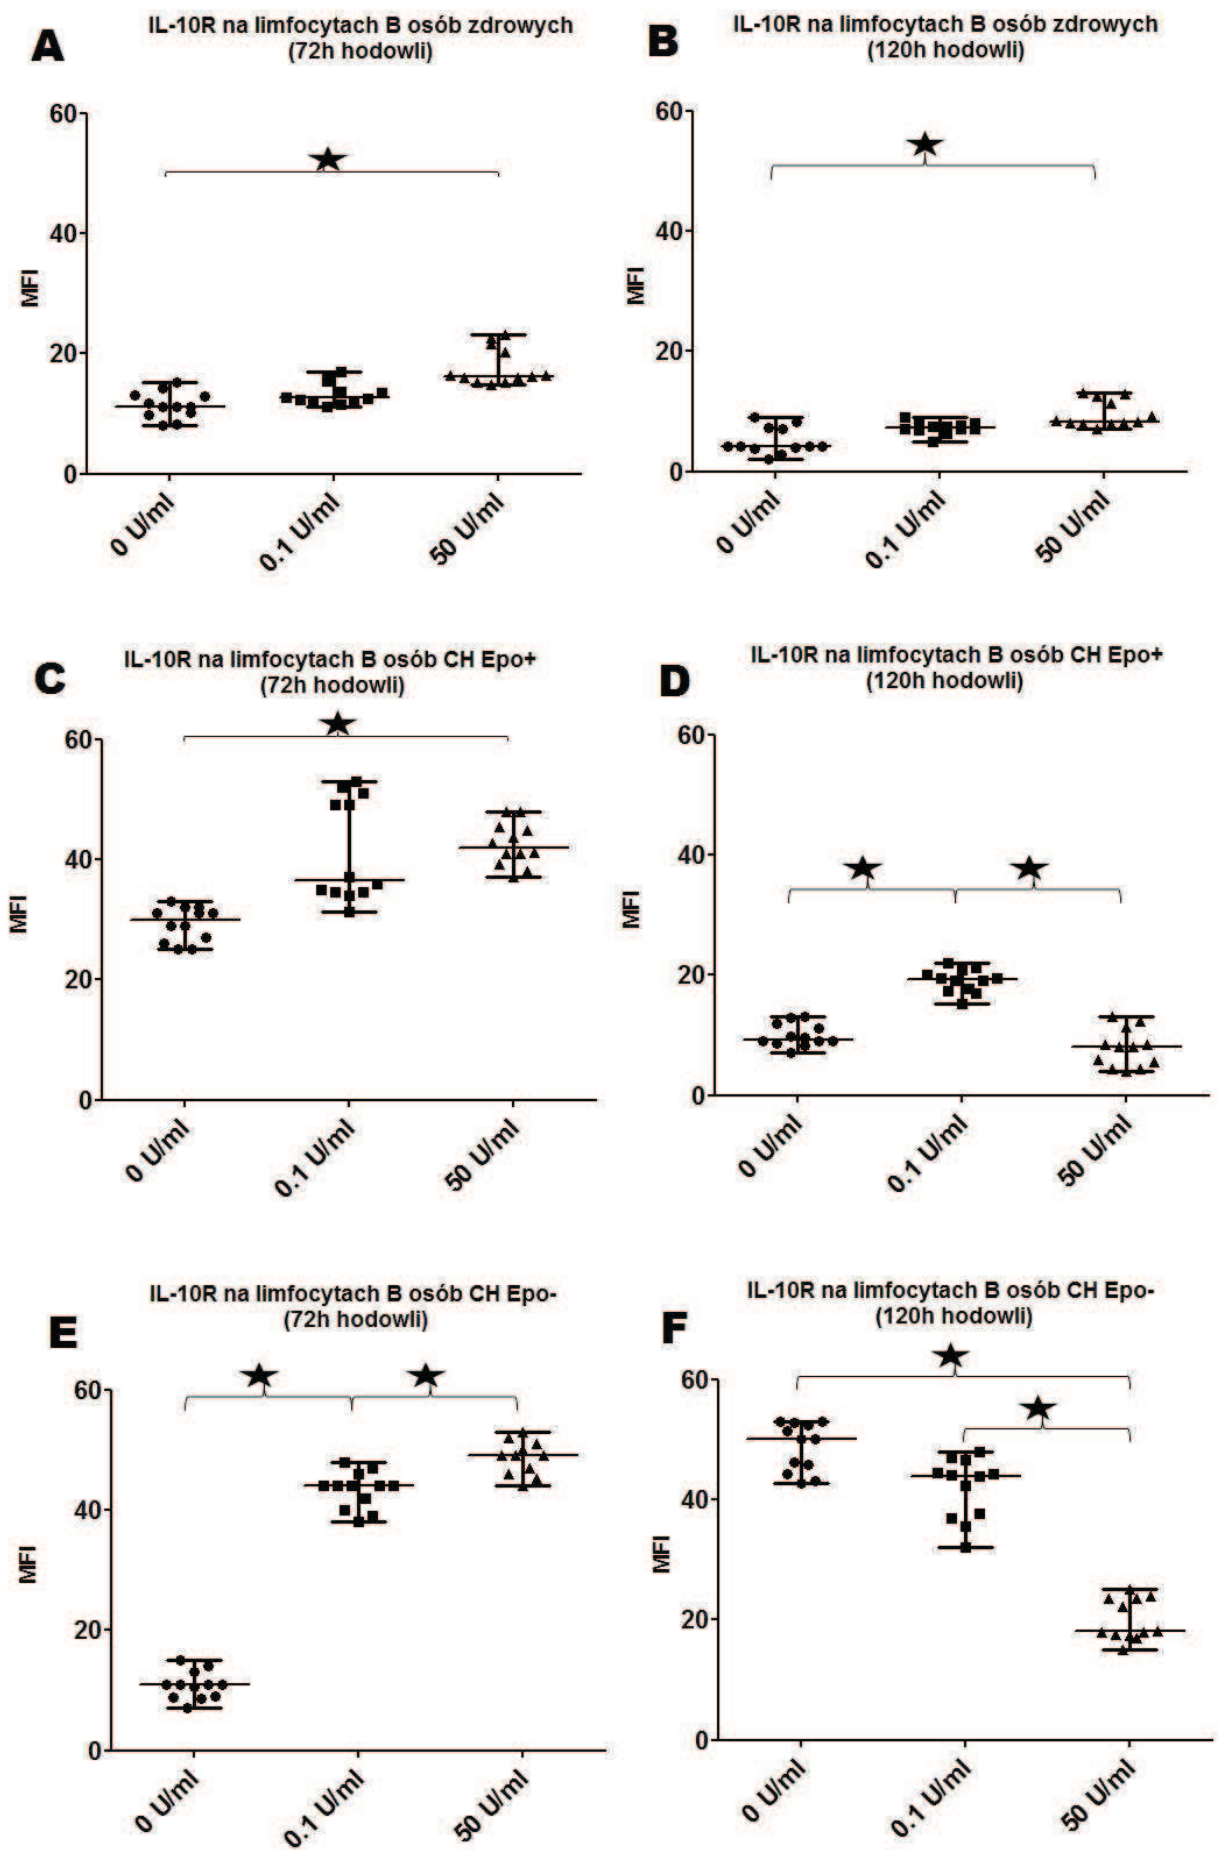 A
IL-10R na limfocytach B osób zdrowych
(72h hodowli)
60
40
20
0
MFI
0 U/ml
0.1 U/ml
50 U/ml
B
IL-10R na limfocytach B osób zdrowych
(120h hodowli)
60
40
20
0
MFI
0 U/ml
0.1 U/ml
50 U/ml
C
IL-10R na limfocytach B osób CH Epo+
(72h hodowli)
60
40
20
0
MFI
0 U/ml
0.1 U/ml
50 U/ml
D
IL-10R na limfocytach B osób CH Epo+
(120h hodowli)
60
40
20
0
MFI
0 U/ml
0.1 U/ml
50 U/ml
E
IL-10R na limfocytach B osób CH Epo-
(72h hodowli)
60
40
20
0
MFI
0 U/ml
0.1 U/ml
50 U/ml
F
IL-10R na limfocytach B osób CH Epo-
(120h hodowli)
60
40
20
0
MFI
0 U/ml
0.1 U/ml
50 U/ml